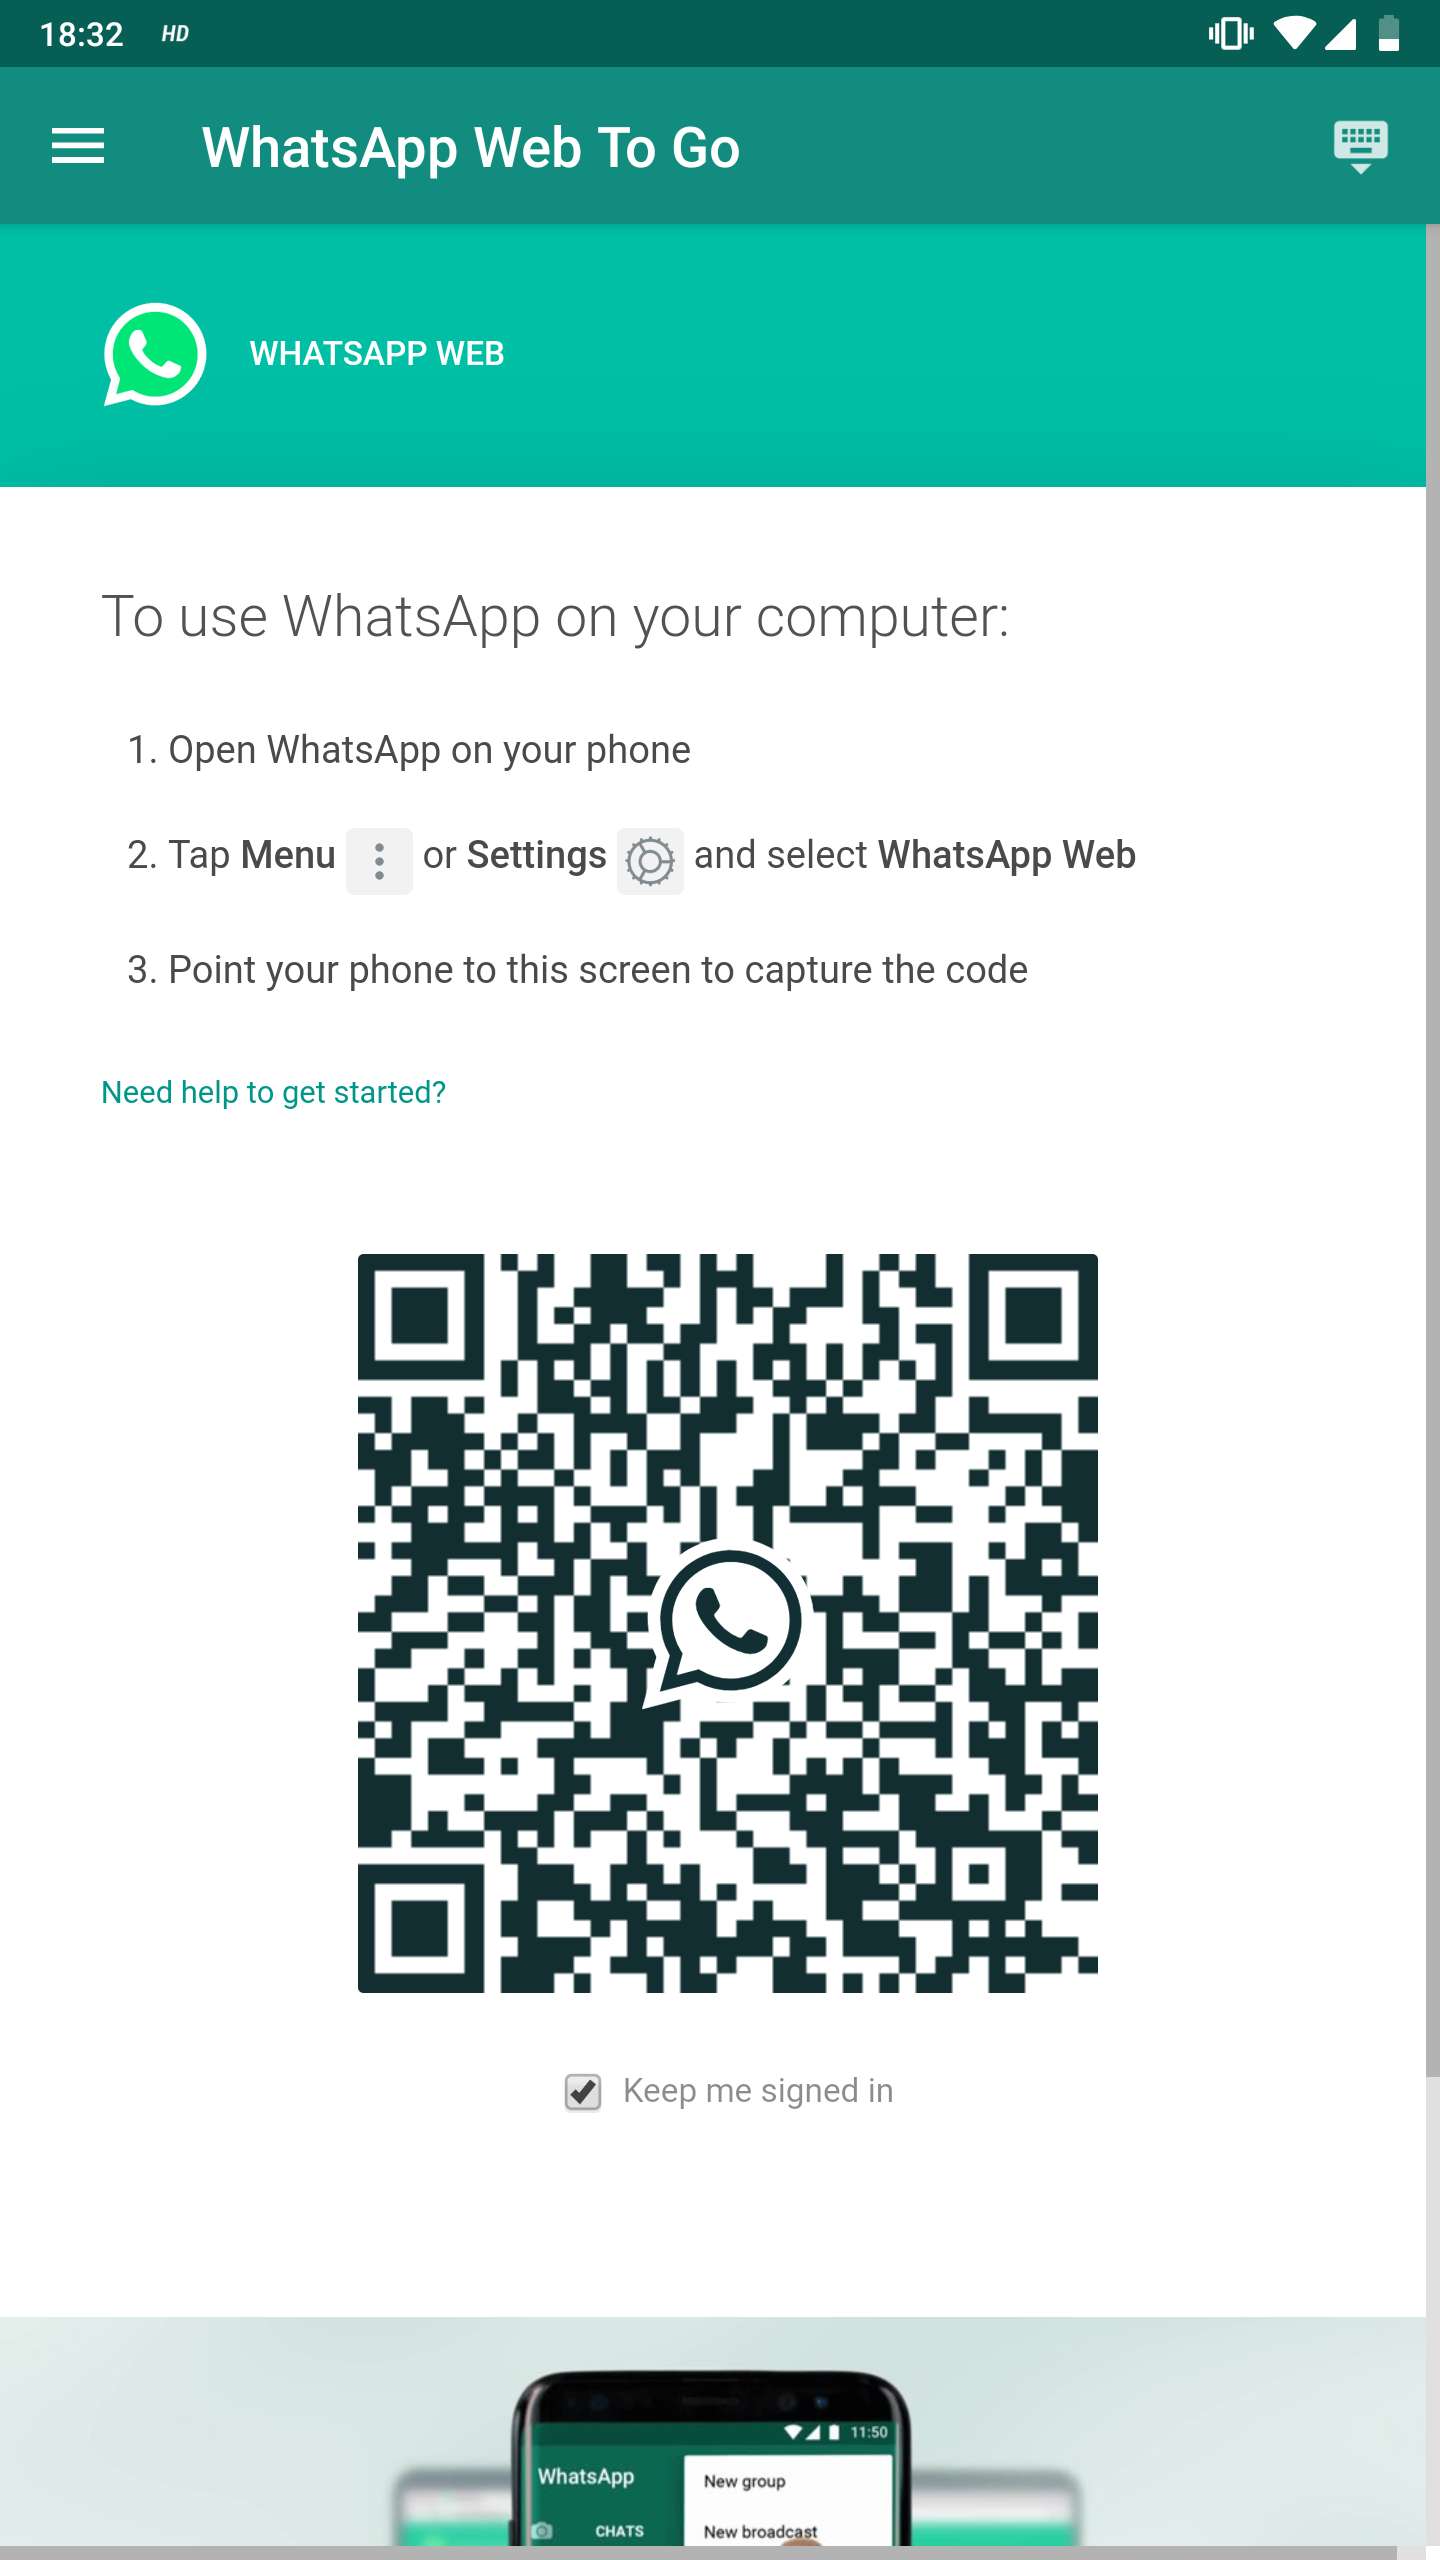 18:32 HD
WhatsApp Web To Go
WHATSAPP WEB
To use WhatsApp on your computer:
1. Open WhatsApp on your phone
2. Tap Menu or Settings and select WhatsApp Web
3. Point your phone to this screen to capture the code
Need help to get started?
Keep me signed in
11:50
WhatsApp
New group
CHATS
New broadcast